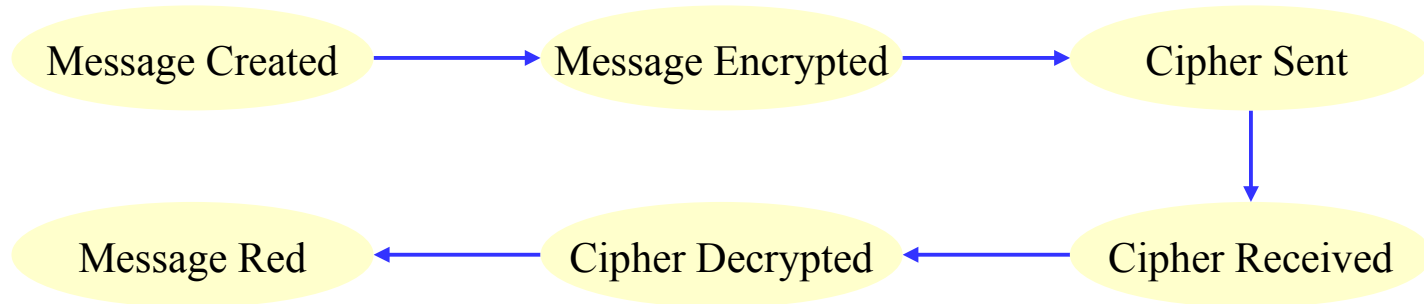 Message Created
Message Encrypted
Cipher Sent
Cipher Received
Cipher Decrypted
Message Red